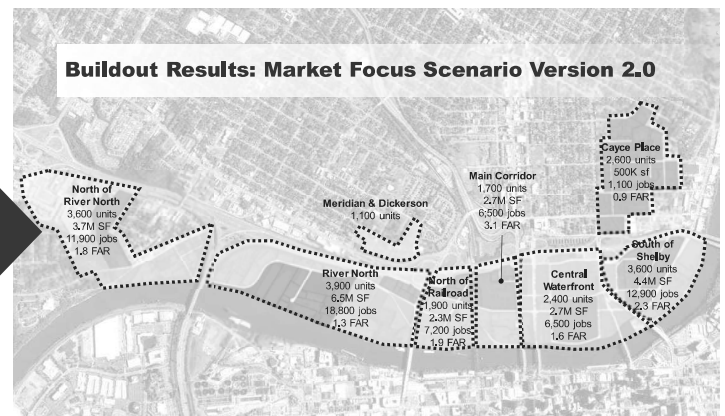 Buildout Results: Market Focus Scenario Version 2.0
North of
River North
3,600 units
3.7M SF
11,900 jobs
1.8 FAR
Meridian & Dickerson
1,100 units
River North
3,900 units
6.5M SF
18,800 jobs
1.3 FAR
North of
Railroad
1,900 units
2.3M SF
7,200 jobs
1.9 FAR
Main Corridor
1,700 units
2.7M SF
6,500 jobs
3.1 FAR
Central
Waterfront
2,400 units
2.7M SF
6,500 jobs
1.6 FAR
Cayce Place
2,600 units
500K sf
1,100 jobs
0.9 FAR
South of
Shelby
3,600 units
4.4M SF
12,900 jobs
2.3 FAR